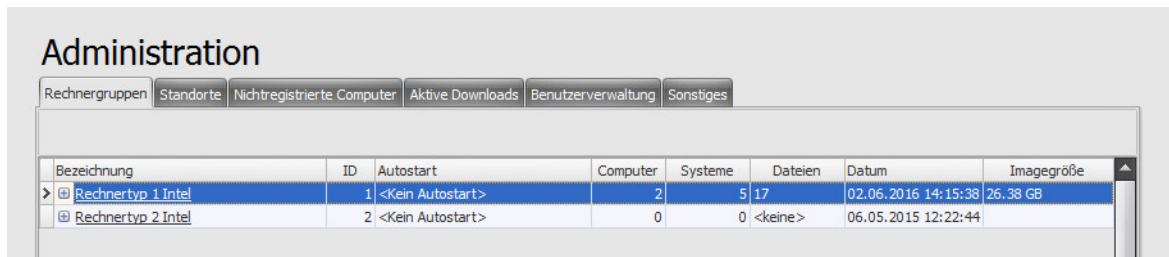 Administration
Rechnergruppen Standorte Nichtregistrierte Computer Aktive Downloads Benutzerverwaltung Sonstiges
Bezeichnung ID Autostart Computer Systeme Dateien Datum Imagegröße
Rechnertyp 1 Intel 1 <Kein Autostart> 2 5 17 02.06.2016 14:15:38 26.38 GB
Rechnertyp 2 Intel 2 <Kein Autostart> 0 0 <keine> 06.05.2015 12:22:44